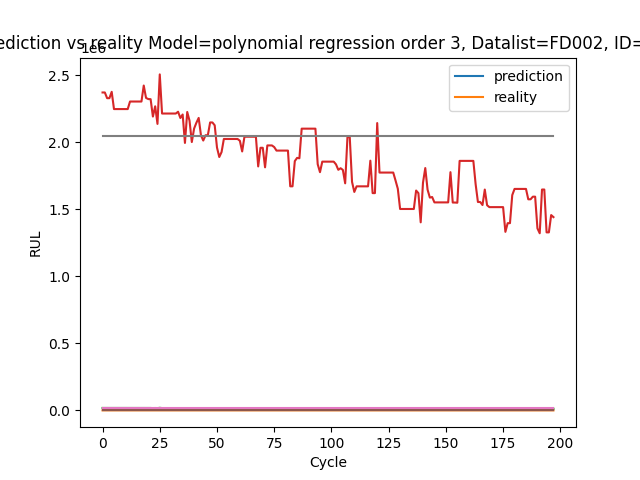 ediction vs reality Model=polynomial regression order 3, Datalist=FD002, ID=
1e6
prediction
reality
2.5
2.0
1.5
1.0
0.5
0.0
RUL
0
25
50
75
100
125
150
175
200
Cycle